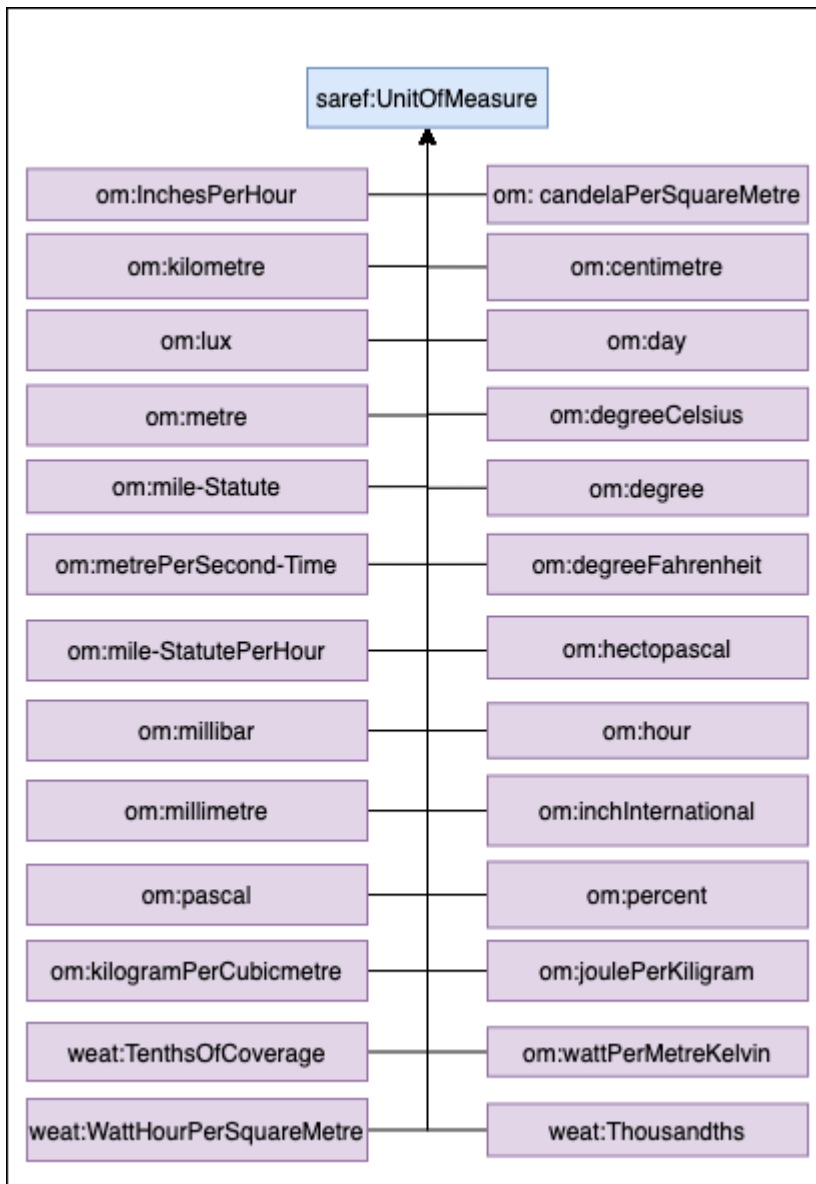 saref:UnitOfMeasure
om:InchesPerHour
om: candelaPerSquareMetre
om:kilometre
om:centimetre
om:lux
om:day
om:metre
om:degreeCelsius
om:mile-Statute
om:degree
om:metrePerSecond-Time
om:degreeFahrenheit
om:mile-StatutePerHour
om:hectopascal
om:millibar
om:hour
om:millimetre
om:inchInternational
om:pascal
om:percent
om:kilogramPerCubicmetre
om:joulePerKiligram
weat:TenthsOfCoverage
om:wattPerMetreKelvin
weat:WattHourPerSquareMetre
weat:Thousandths